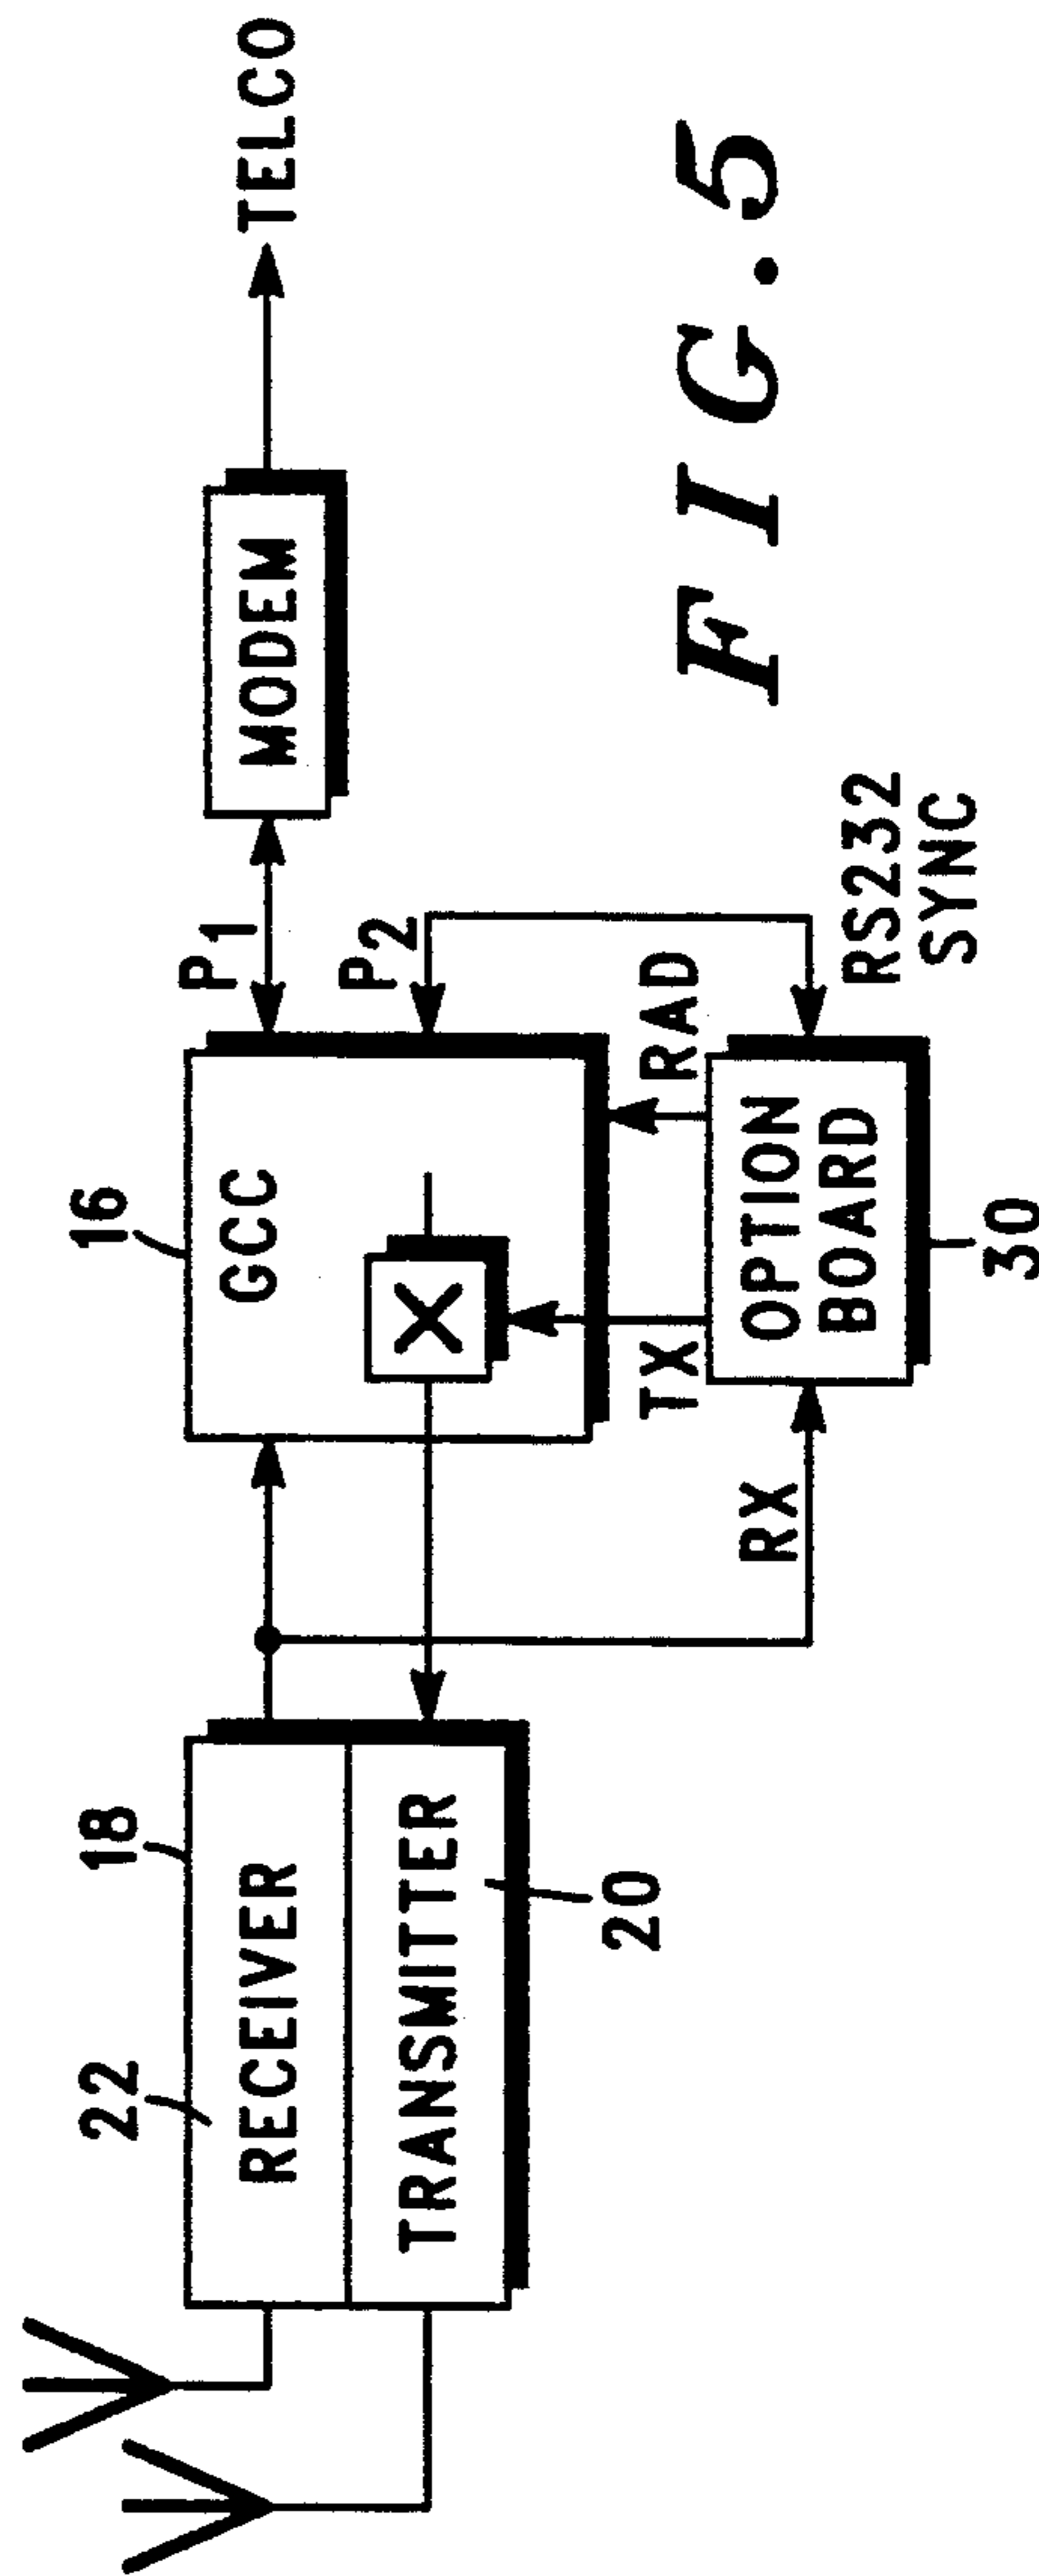 22
18
RECEIVER
TRANSMITTER
20
16
GCC
X
TX
RAD
RX
OPTION
BOARD
30
P1
P2
RS232
SYNC
MODEM
TELCO
FIG.5